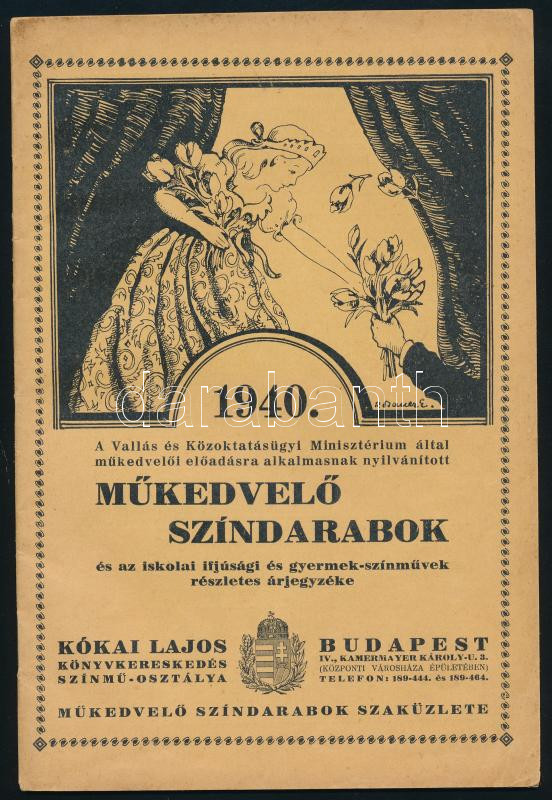 1940.
A Vallás és Közoktatásügyi Minisztérium által
műkedvelői előadásra alkalmasnak nyilvánított
MŰKEDVELŐ
SZÍNDARABOK
és az iskolai ifjúsági és gyermek-színművek
részletes árjegyzéke
KÓKAI LAJOS
KÖNYVKERESKEDÉS
SZÍNMŰ-OSZTÁLYA
BUDAPEST
IV., KAMERMAYER KÁROLY-U. 3.
(KÖZPONTI VÁROSHÁZA ÉPÜLETÉBEN)
TELEFON: 189-444. és 189-464.
MŰKEDVELŐ SZÍNDARABOK SZAKÜZLETE
darabanth